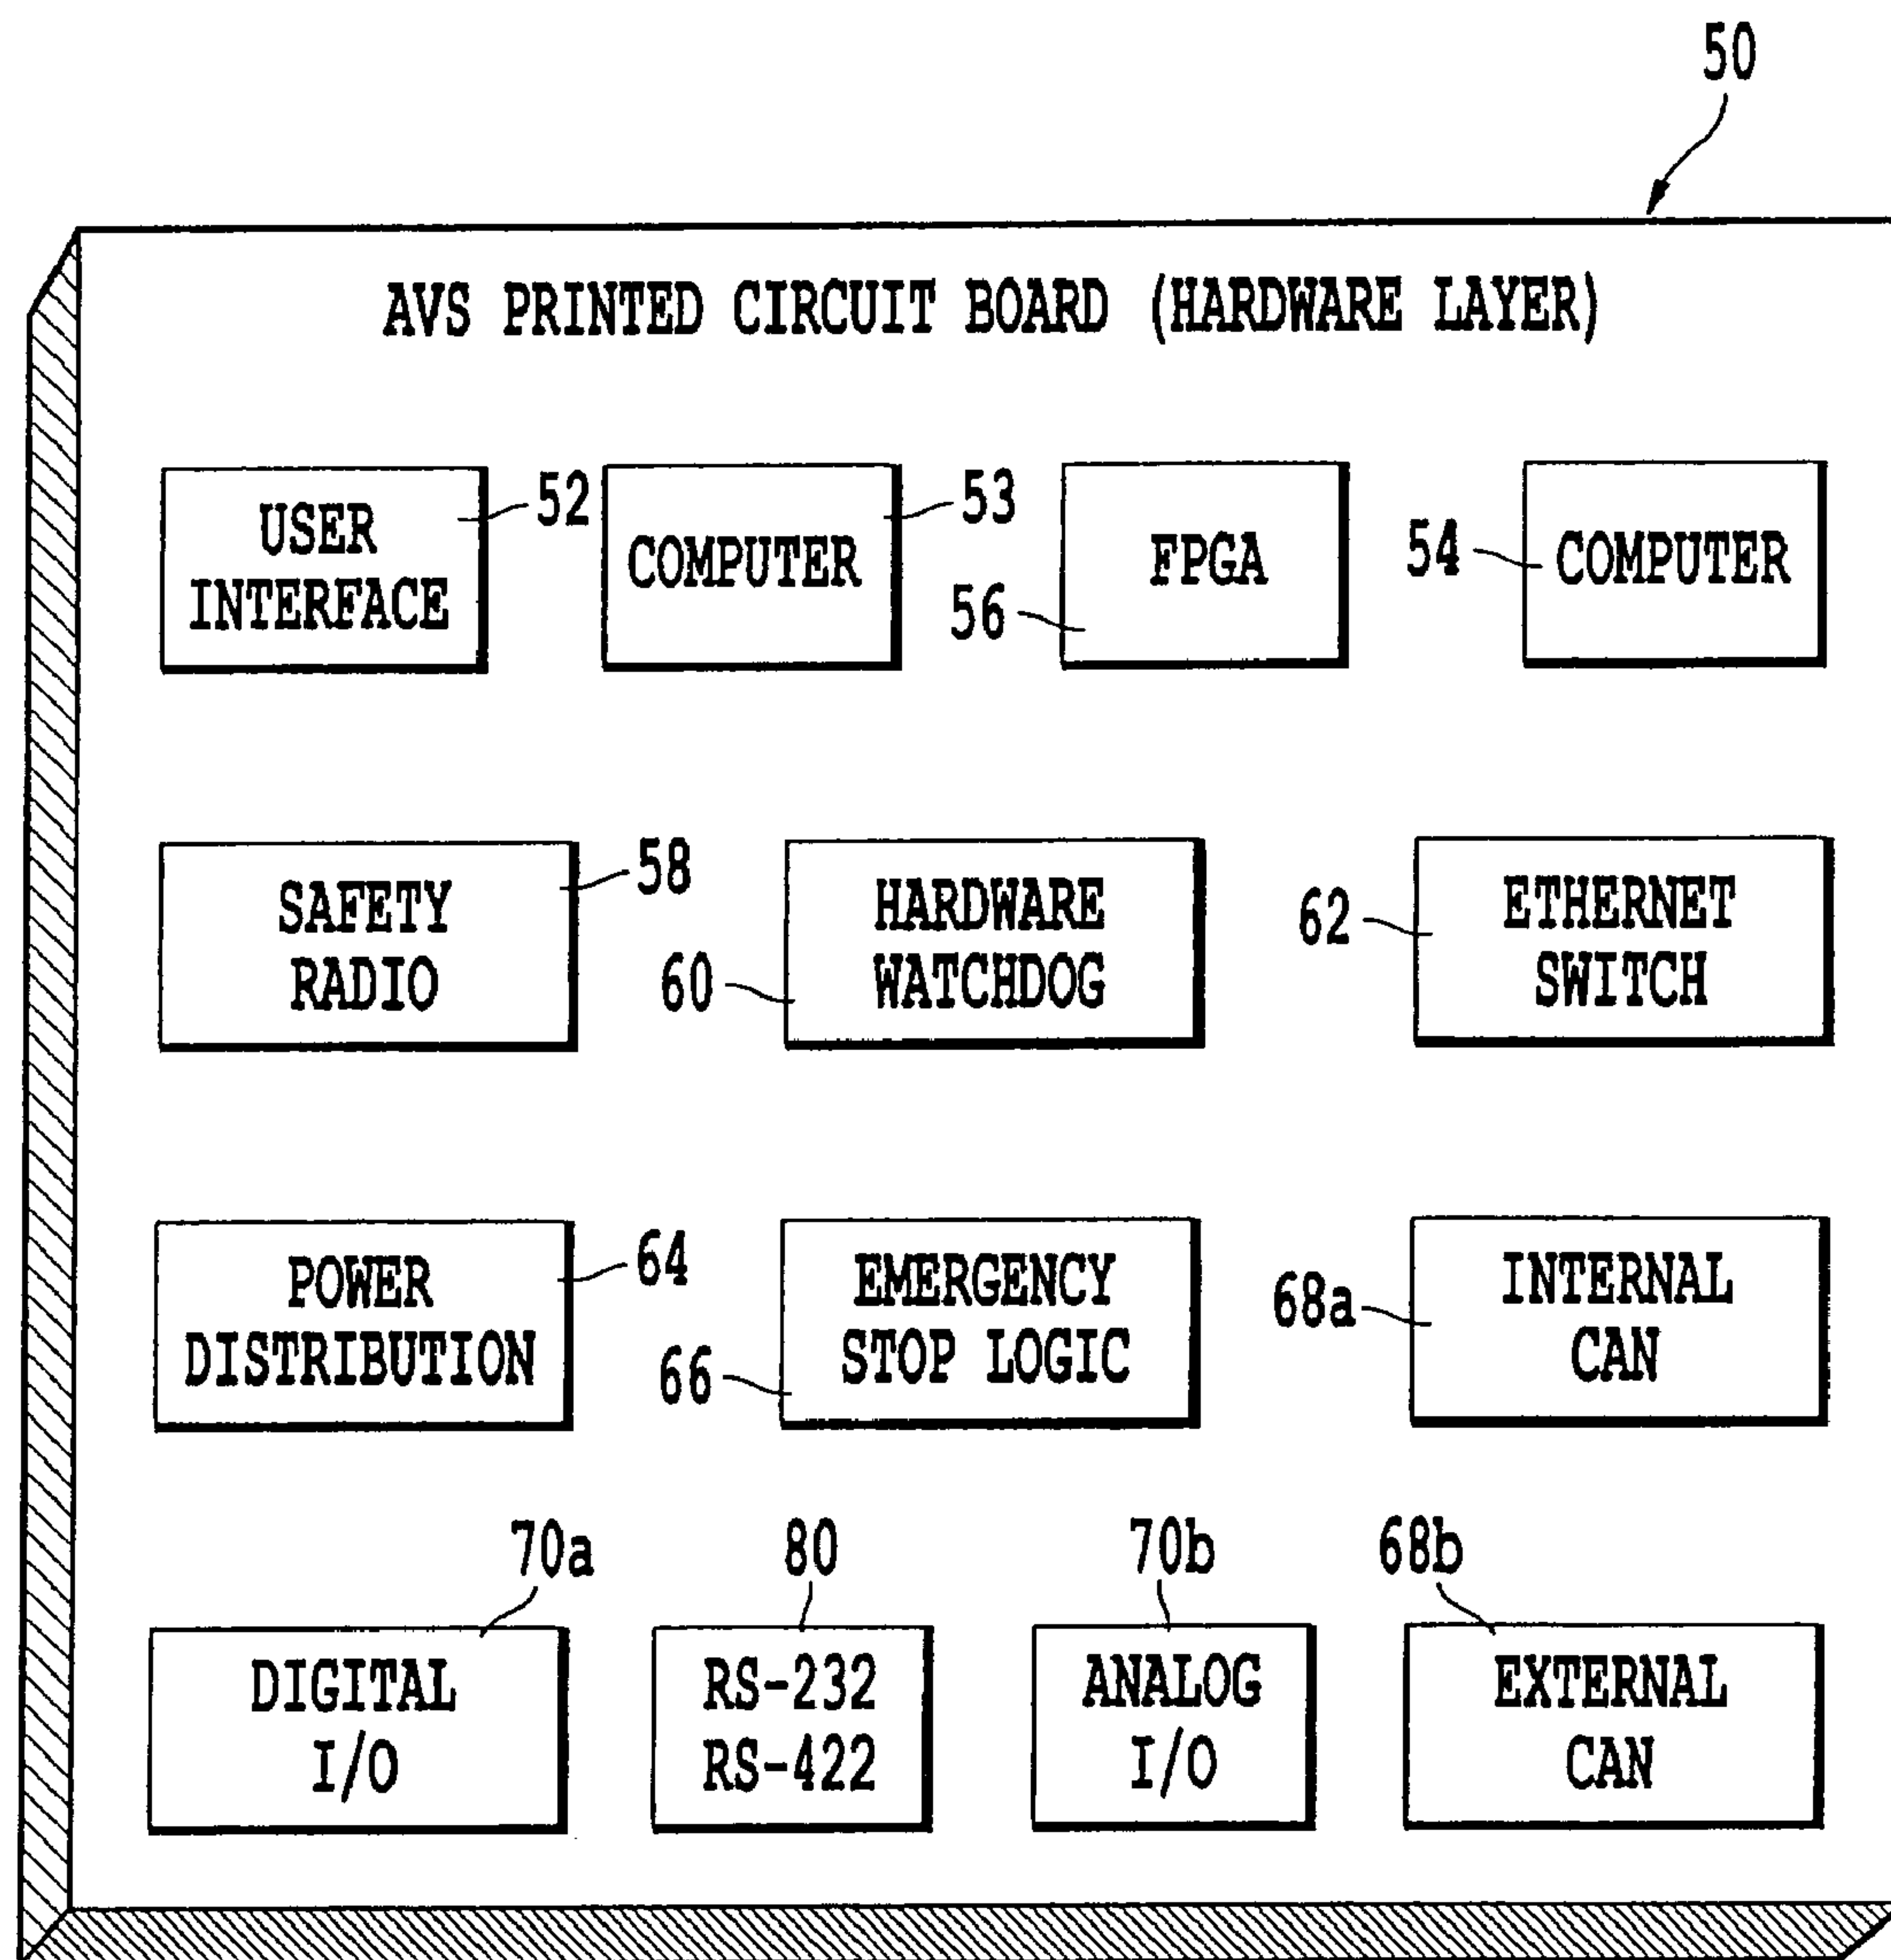 50
AVS PRINTED CIRCUIT BOARD (HARDWARE LAYER)
USER
INTERFACE
52
COMPUTER
53
FPGA
56
54
COMPUTER
SAFETY
RADIO
58
HARDWARE
WATCHDOG
60
62
ETHERNET
SWITCH
POWER
DISTRIBUTION
64
EMERGENCY
STOP LOGIC
66
68a
INTERNAL
CAN
70a
DIGITAL
I/O
80
RS-232
RS-422
70b
ANALOG
I/O
68b
EXTERNAL
CAN